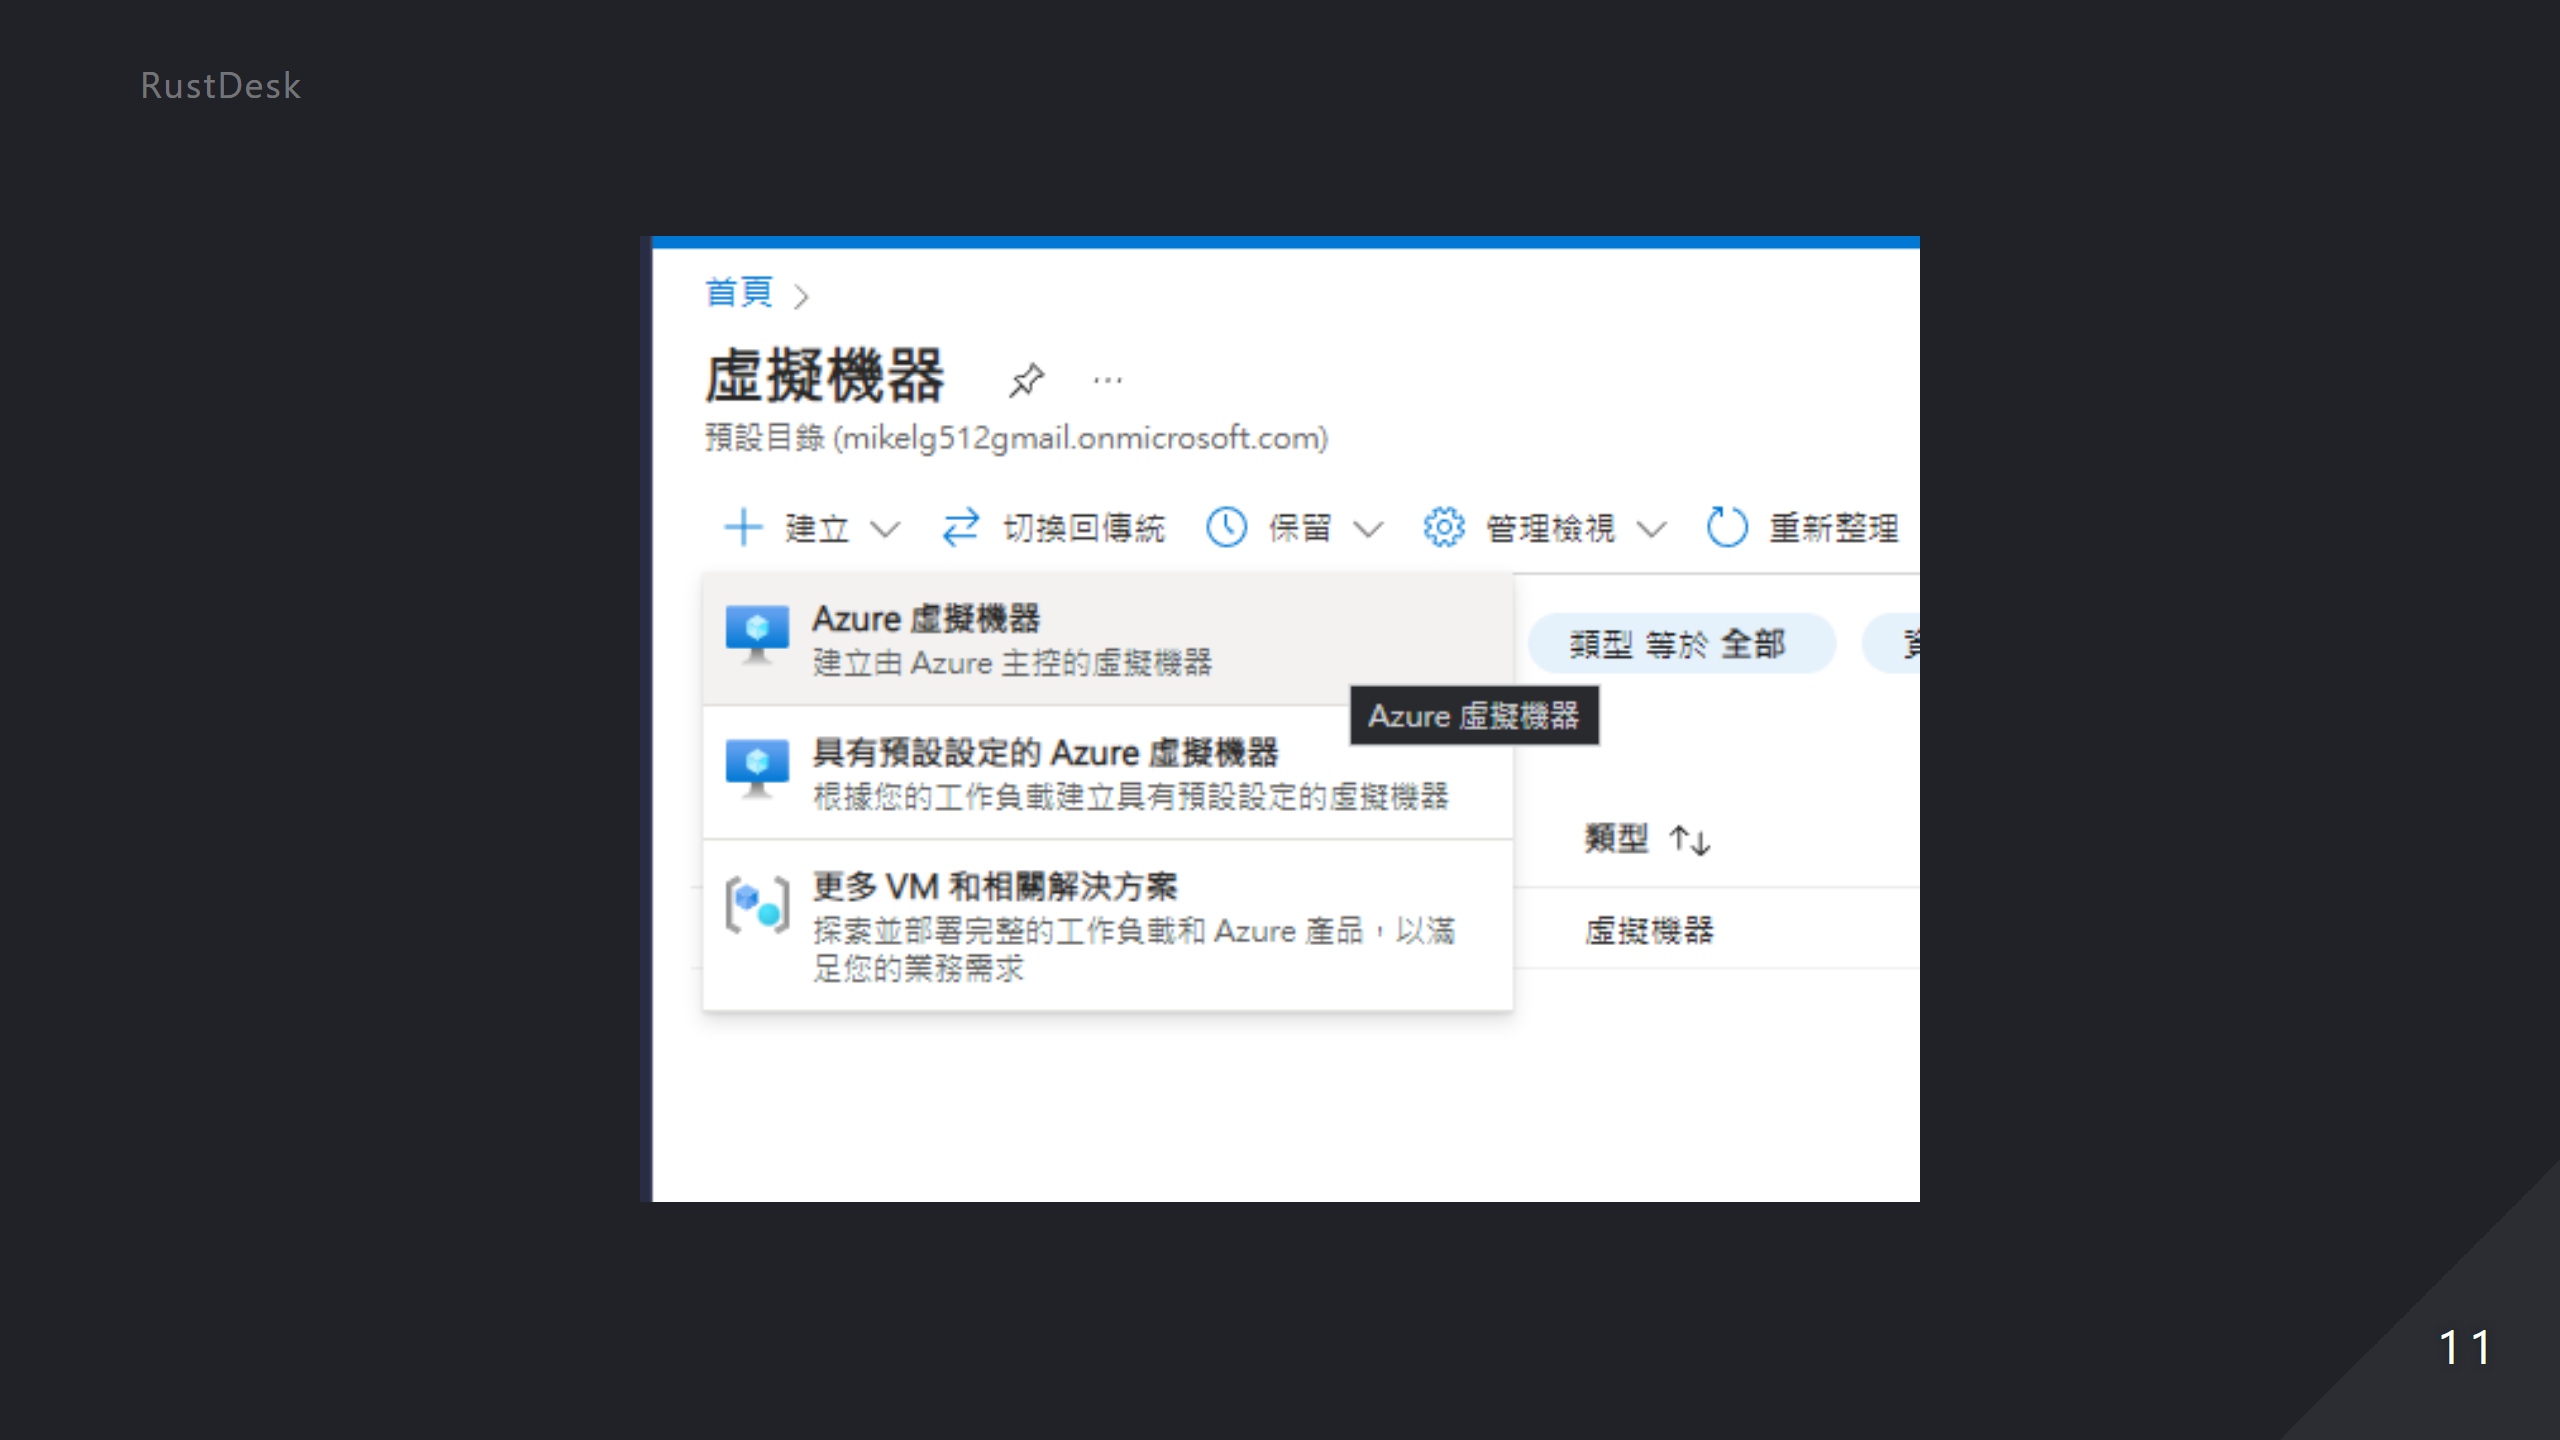 RustDesk
首頁
虛擬機器 ...
預設目錄 (mikelg512gmail.onmicrosoft.com)
建立 切換回傳統 保留 管理檢視 重新整理
Azure 虛擬機器
建立由 Azure 主控的虛擬機器
類型 等於 全部
Azure 虛擬機器
具有預設設定的 Azure 虛擬機器
根據您的工作負載建立具有預設設定的虛擬機器
類型 ↑↓
更多 VM 和相關解決方案
探索並部署完整的工作負載和 Azure 產品，以滿
足您的業務需求
虛擬機器
11